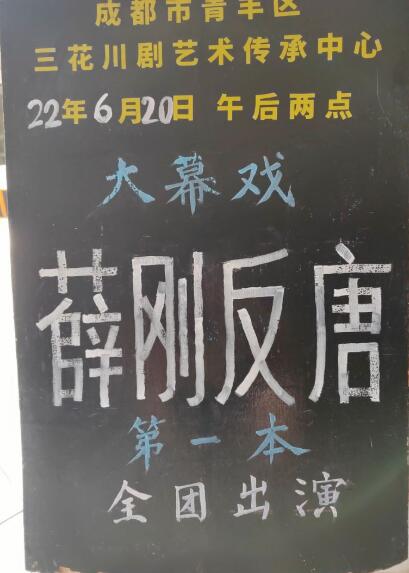 成都市青羊区
三花川剧艺术传承中心
22年6月20日 午后两点
大幕戏
薛刚反唐
第一本
全团出演